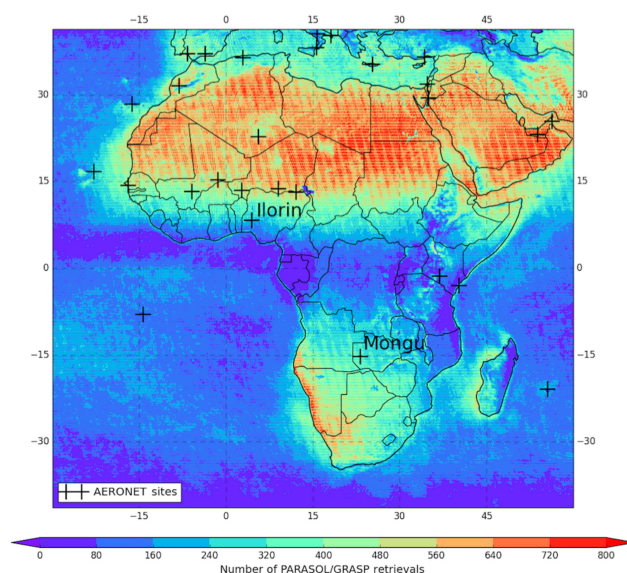 −15 0 15 30 45
30 30
15 15
Ilorin
0 0
Mongu
−15 −15
−30 −30
AERONET sites
−15 0 15 30 45
0 80 160 240 320 400 480 560 640 720 800
Number of PARASOL/GRASP retrievals